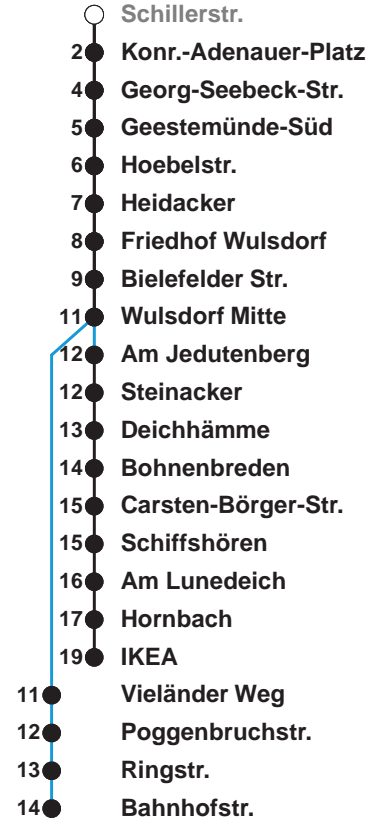 Schillerstr.
2 Konr.-Adenauer-Platz
4 Georg-Seebeck-Str.
5 Geestemünde-Süd
6 Hoebelstr.
7 Heidacker
8 Friedhof Wulsdorf
9 Bielefelder Str.
11 Wulsdorf Mitte
12 Am Jedutenberg
12 Steinacker
13 Deichhämme
14 Bohnenbreden
15 Carsten-Börger-Str.
15 Schiffshören
16 Am Lunedeich
17 Hornbach
19 IKEA
11 Vieländer Weg
12 Poggenbruchstr.
13 Ringstr.
14 Bahnhofstr.